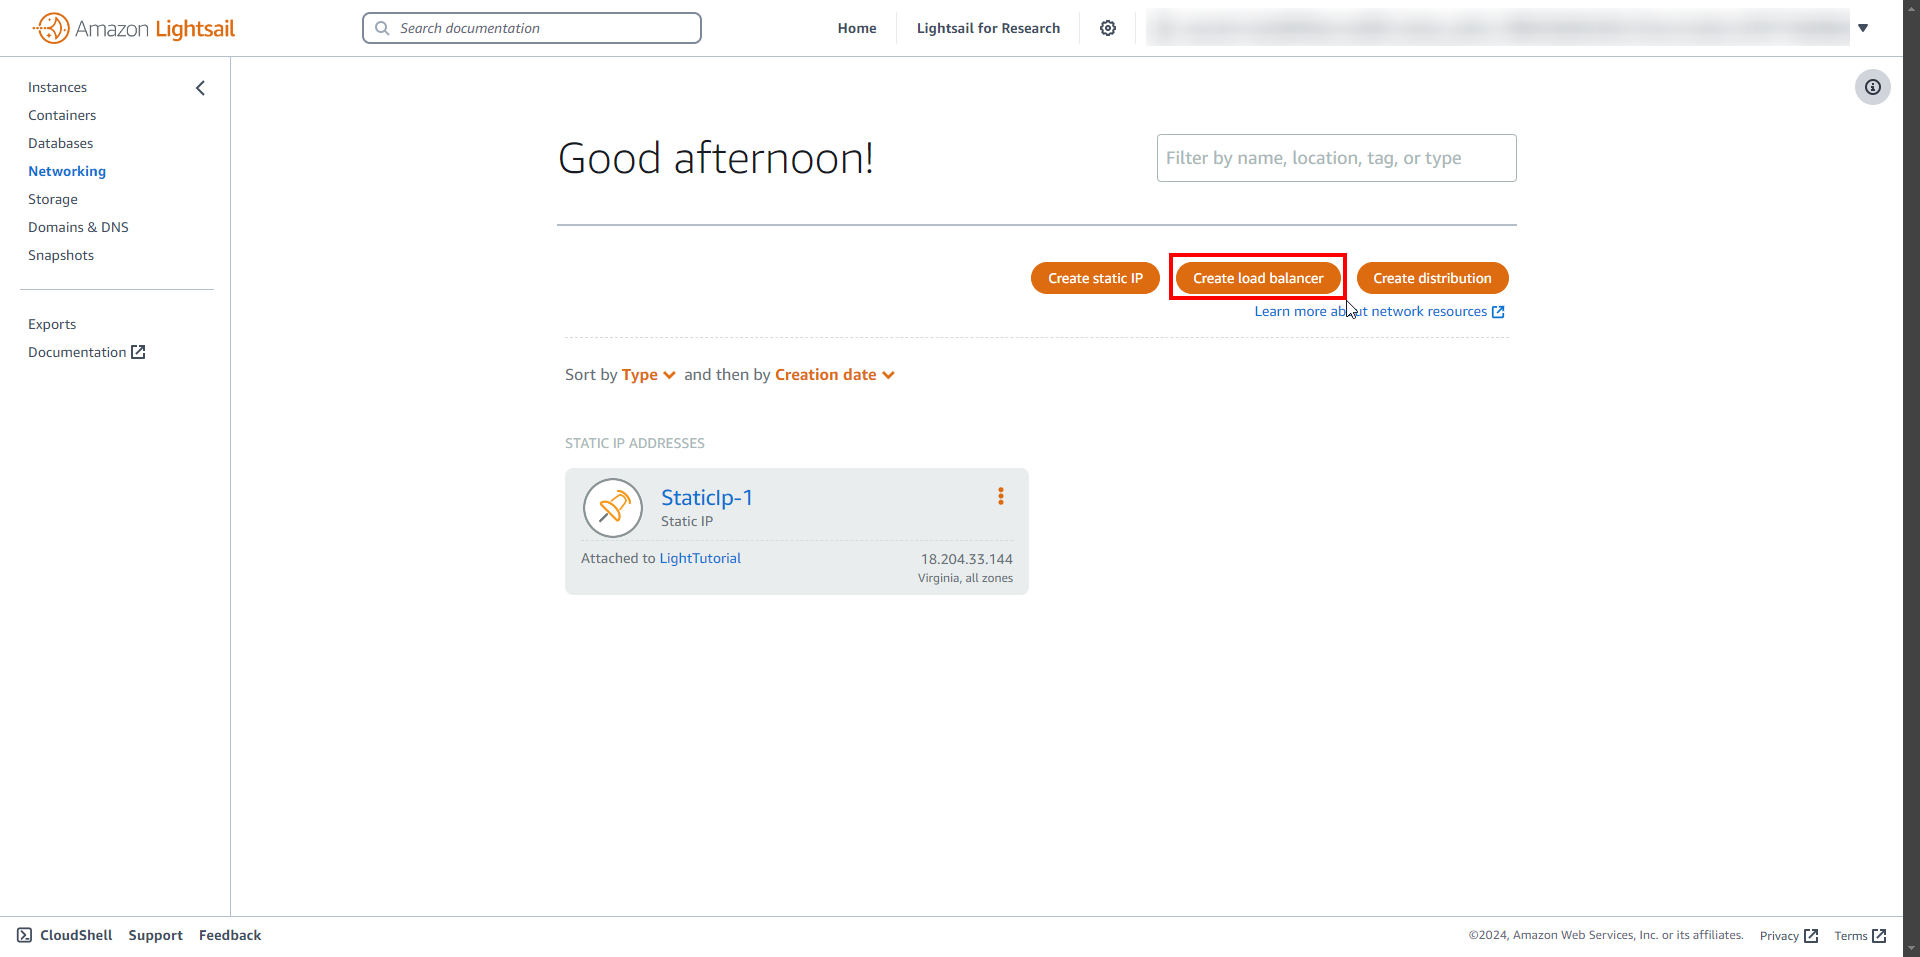 Amazon Lightsail
Search documentation
Home
Lightsail for Research
Instances
Containers
Databases
Networking
Storage
Domains & DNS
Snapshots
Exports
Documentation
Good afternoon!
Filter by name, location, tag, or type
Create static IP
Create load balancer
Create distribution
Learn more about network resources
Sort by Type and then by Creation date
STATIC IP ADDRESSES
StaticIp-1
Static IP
Attached to LightTutorial
18.204.33.144
Virginia, all zones
CloudShell
Support
Feedback
©2024, Amazon Web Services, Inc. or its affiliates.
Privacy
Terms